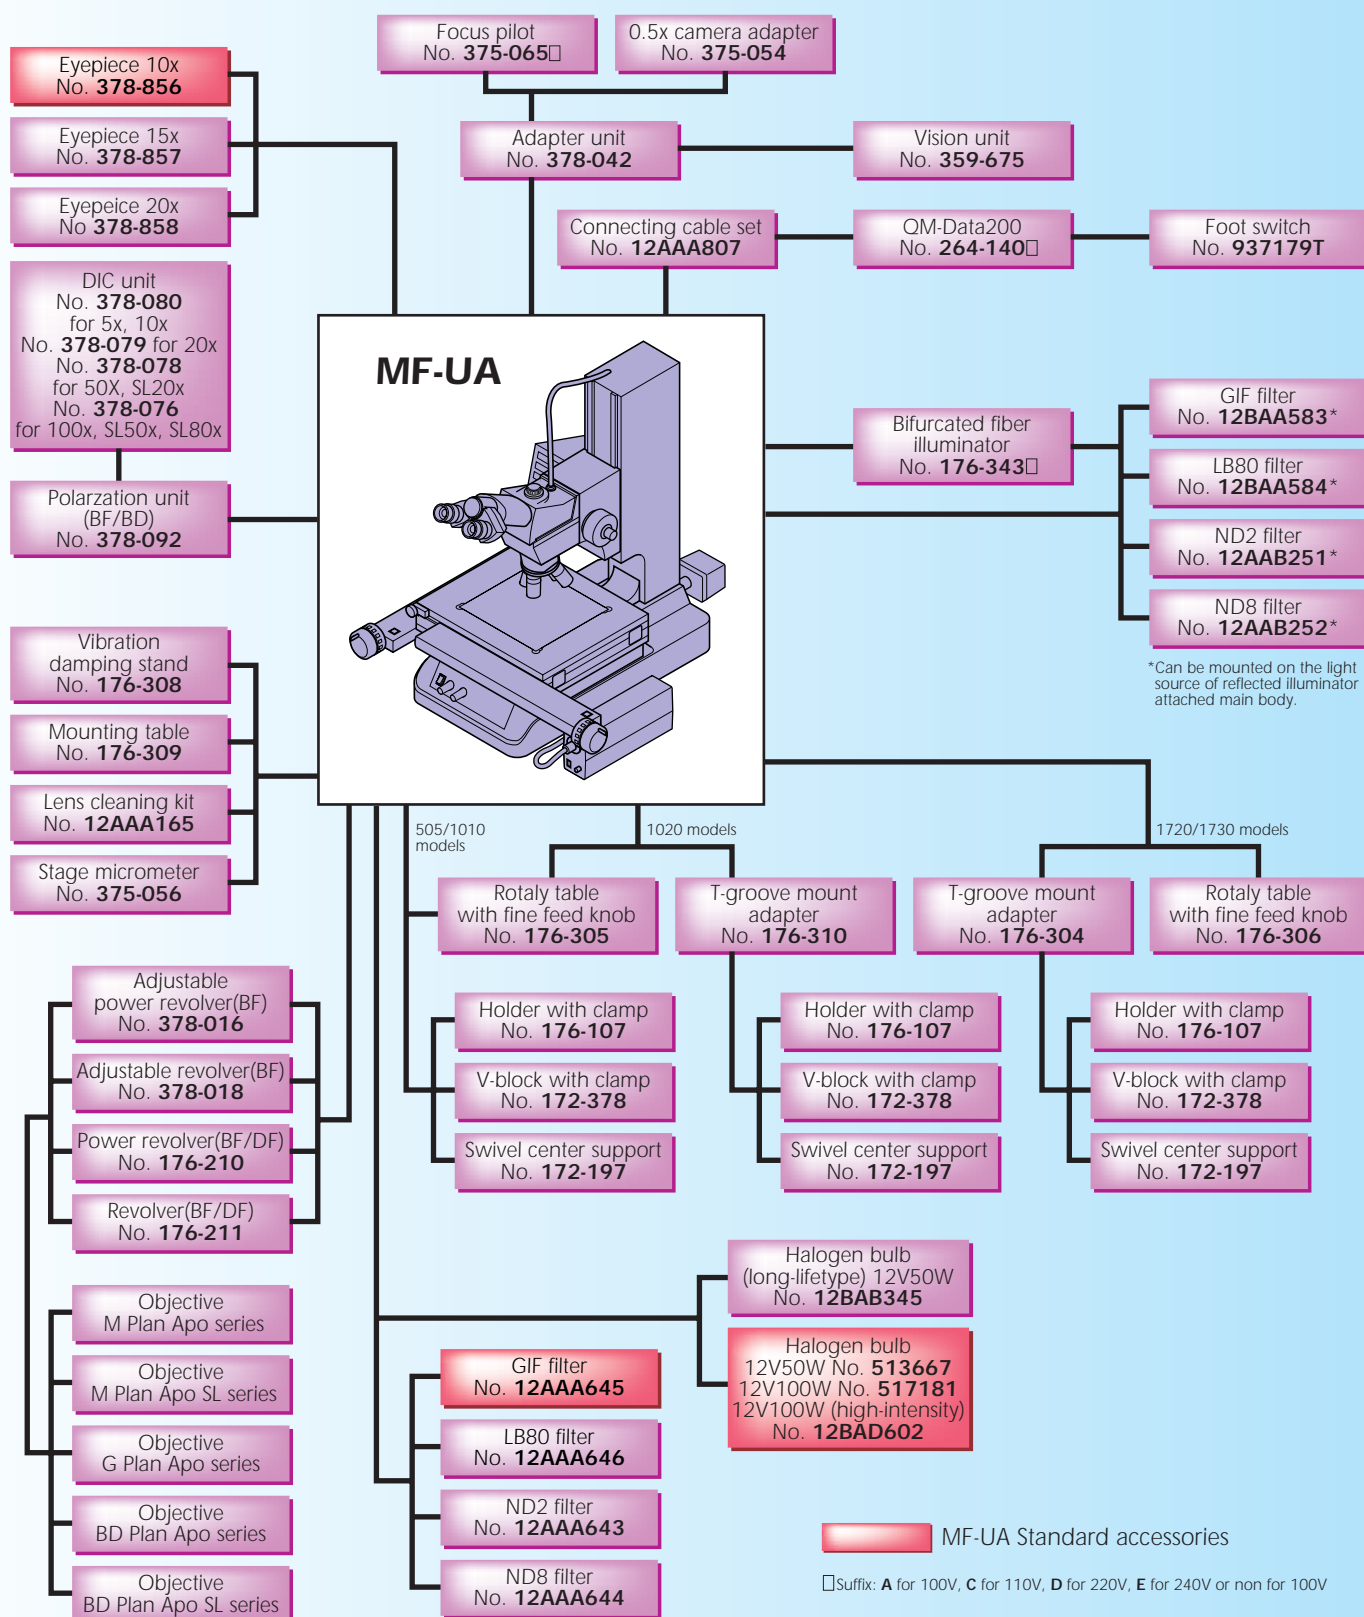 Focus pilot
No. 375-065□
0.5x camera adapter
No. 375-054
Eyepiece 10x
No. 378-856
Eyepiece 15x
No. 378-857
Eyepeice 20x
No 378-858
Adapter unit
No. 378-042
Vision unit
No. 359-675
Connecting cable set
No. 12AAA807
QM-Data200
No. 264-140□
Foot switch
No. 937179T
DIC unit
No. 378-080
for 5x, 10x
No. 378-079 for 20x
No. 378-078
for 50X, SL20x
No. 378-076
for 100x, SL50x, SL80x
Polarzation unit
(BF/BD)
No. 378-092
MF-UA
Bifurcated fiber
illuminator
No. 176-343□
GIF filter
No. 12BAA583*
LB80 filter
No. 12BAA584*
ND2 filter
No. 12AAB251*
ND8 filter
No. 12AAB252*
*Can be mounted on the light
source of reflected illuminator
attached main body.
Vibration
damping stand
No. 176-308
Mounting table
No. 176-309
Lens cleaning kit
No. 12AAA165
Stage micrometer
No. 375-056
505/1010
models
1020 models
1720/1730 models
Rotaly table
with fine feed knob
No. 176-305
T-groove mount
adapter
No. 176-310
T-groove mount
adapter
No. 176-304
Rotaly table
with fine feed knob
No. 176-306
Holder with clamp
No. 176-107
V-block with clamp
No. 172-378
Swivel center support
No. 172-197
Holder with clamp
No. 176-107
V-block with clamp
No. 172-378
Swivel center support
No. 172-197
Holder with clamp
No. 176-107
V-block with clamp
No. 172-378
Swivel center support
No. 172-197
Adjustable
power revolver(BF)
No. 378-016
Adjustable revolver(BF)
No. 378-018
Power revolver(BF/DF)
No. 176-210
Revolver(BF/DF)
No. 176-211
Objective
M Plan Apo series
Objective
M Plan Apo SL series
Objective
G Plan Apo series
Objective
BD Plan Apo series
Objective
BD Plan Apo SL series
Halogen bulb
(long-lifetype) 12V50W
No. 12BAB345
Halogen bulb
12V50W No. 513667
12V100W No. 517181
12V100W (high-intensity)
No. 12BAD602
GIF filter
No. 12AAA645
LB80 filter
No. 12AAA646
ND2 filter
No. 12AAA643
ND8 filter
No. 12AAA644
MF-UA Standard accessories
□Suffix: A for 100V, C for 110V, D for 220V, E for 240V or non for 100V